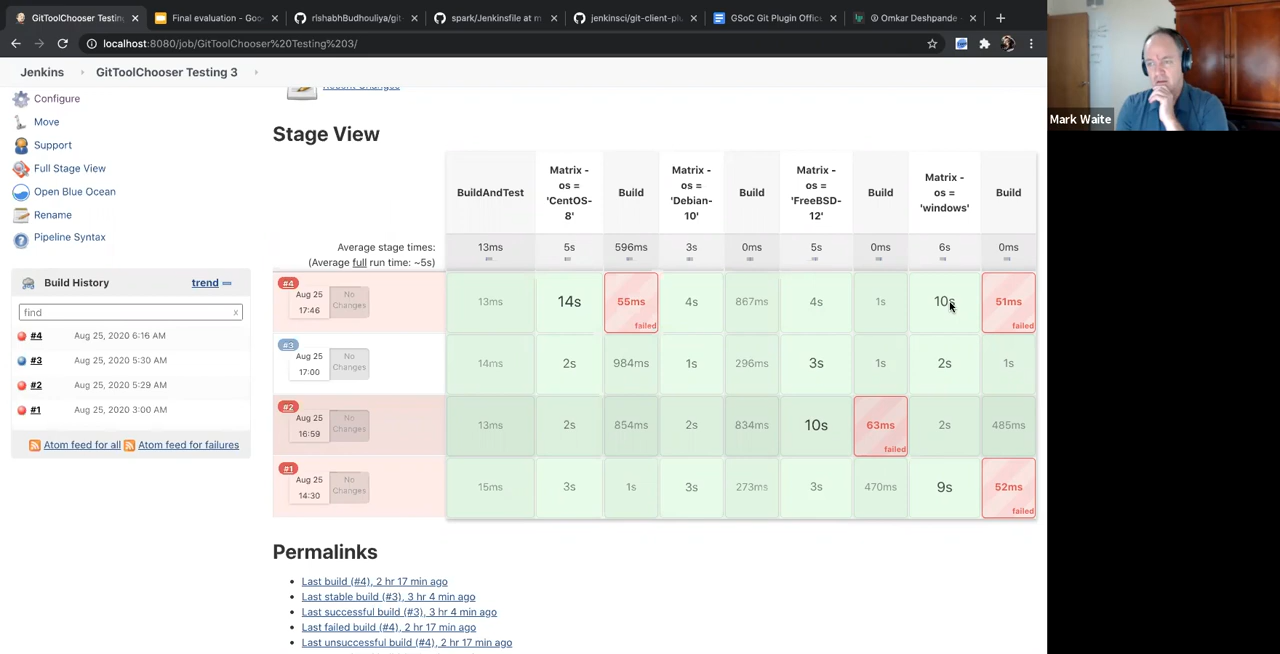 GitToolChooser Testing
Final evaluation - Goo
rishabhBudhouliya/git-
spark/Jenkinsfile at m
jenkinsci/git-client-plu
GSoC Git Plugin Office
Omkar Deshpande -
localhost:8080/job/GitToolChooser%20Testing%203/
Jenkins
GitToolChooser Testing 3
Configure
Move
Support
Full Stage View
Open Blue Ocean
Rename
Pipeline Syntax
Build History
trend
find
x
#4 Aug 25, 2020 6:16 AM
#3 Aug 25, 2020 5:30 AM
#2 Aug 25, 2020 5:29 AM
#1 Aug 25, 2020 3:00 AM
Atom feed for all Atom feed for failures
Recent Changes
Stage View
BuildAndTest
Matrix -
os =
'CentOS-
8'
Build
Matrix -
os =
'Debian-
10'
Build
Matrix -
os =
'FreeBSD-
12'
Build
Matrix -
os =
'windows'
Build
Average stage times:
(Average full run time: ~5s)
13ms 5s 596ms 3s 0ms 5s 0ms 6s 0ms
#4
Aug 25
17:46
No
Changes
13ms 14s 55ms 4s 867ms 4s 1s 10s 51ms
failed
failed
#3
Aug 25
17:00
No
Changes
14ms 2s 984ms 1s 296ms 3s 1s 2s 1s
#2
Aug 25
16:59
No
Changes
13ms 2s 854ms 2s 834ms 10s 63ms 2s 485ms
failed
#1
Aug 25
14:30
No
Changes
15ms 3s 1s 3s 273ms 3s 470ms 9s 52ms
failed
Permalinks
Last build (#4), 2 hr 17 min ago
Last stable build (#3), 3 hr 4 min ago
Last successful build (#3), 3 hr 4 min ago
Last failed build (#4), 2 hr 17 min ago
Last unsuccessful build (#4), 2 hr 17 min ago
Mark Waite